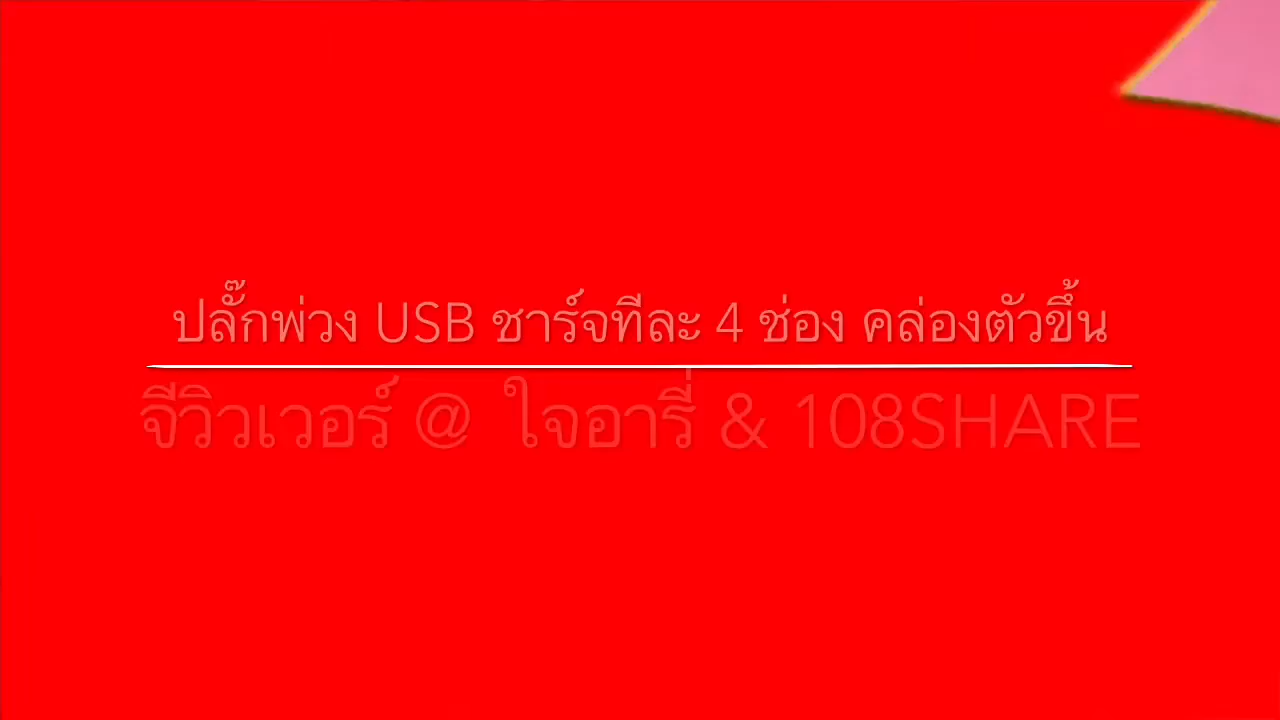 ปลั๊กพ่วง USB ชาร์จทีละ 4 ช่อง คล่องตัวขึ้น
จีวิวเวอร์ @ ใจอารี่ & 108SHARE